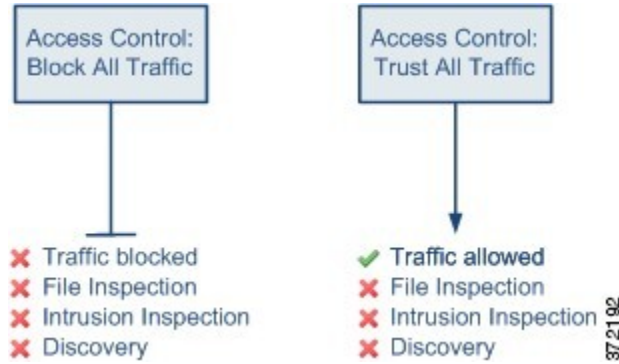 Access Control:
Block All Traffic
Traffic blocked
File Inspection
Intrusion Inspection
Discovery
Access Control:
Trust All Traffic
Traffic allowed
File Inspection
Intrusion Inspection
Discovery
372192